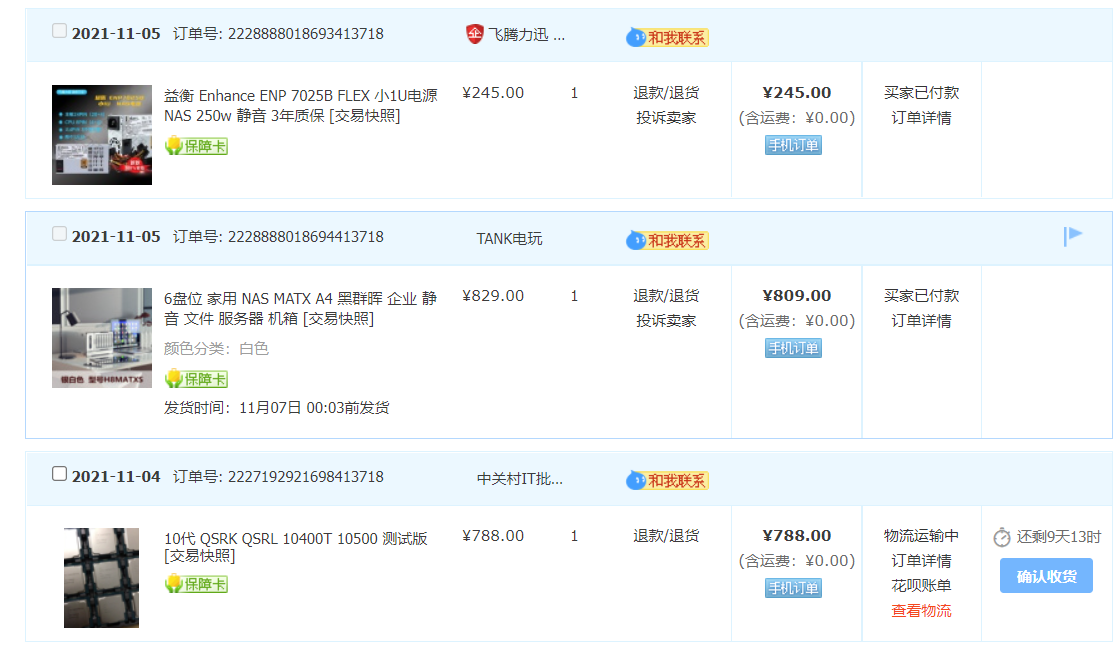 2021-11-05 订单号: 2228888018693413718 飞腾力迅 ... 和我联系
益衡 Enhance ENP 7025B FLEX 小1U电源 ¥245.00 1 退款/退货 ¥245.00 买家已付款
NAS 250w 静音 3年质保 [交易快照] 投诉卖家 (含运费：¥0.00) 订单详情
保障卡 手机订单
2021-11-05 订单号: 2228888018694413718 TANK电玩 和我联系
6盘位 家用 NAS MATX A4 黑群晖 企业 静 ¥829.00 1 退款/退货 ¥809.00 买家已付款
音 文件 服务器 机箱 [交易快照] 投诉卖家 (含运费：¥0.00) 订单详情
颜色分类：白色 手机订单
保障卡
银白色 型号HBMATXS
发货时间：11月07日 00:03前发货
2021-11-04 订单号: 2227192921698413718 中关村IT批... 和我联系
10代 QSRK QSRL 10400T 10500 测试版 ¥788.00 1 退款/退货 ¥788.00 物流运输中 还剩9天13时
[交易快照] (含运费：¥0.00) 订单详情
保障卡 手机订单 花呗账单 确认收货
查看物流